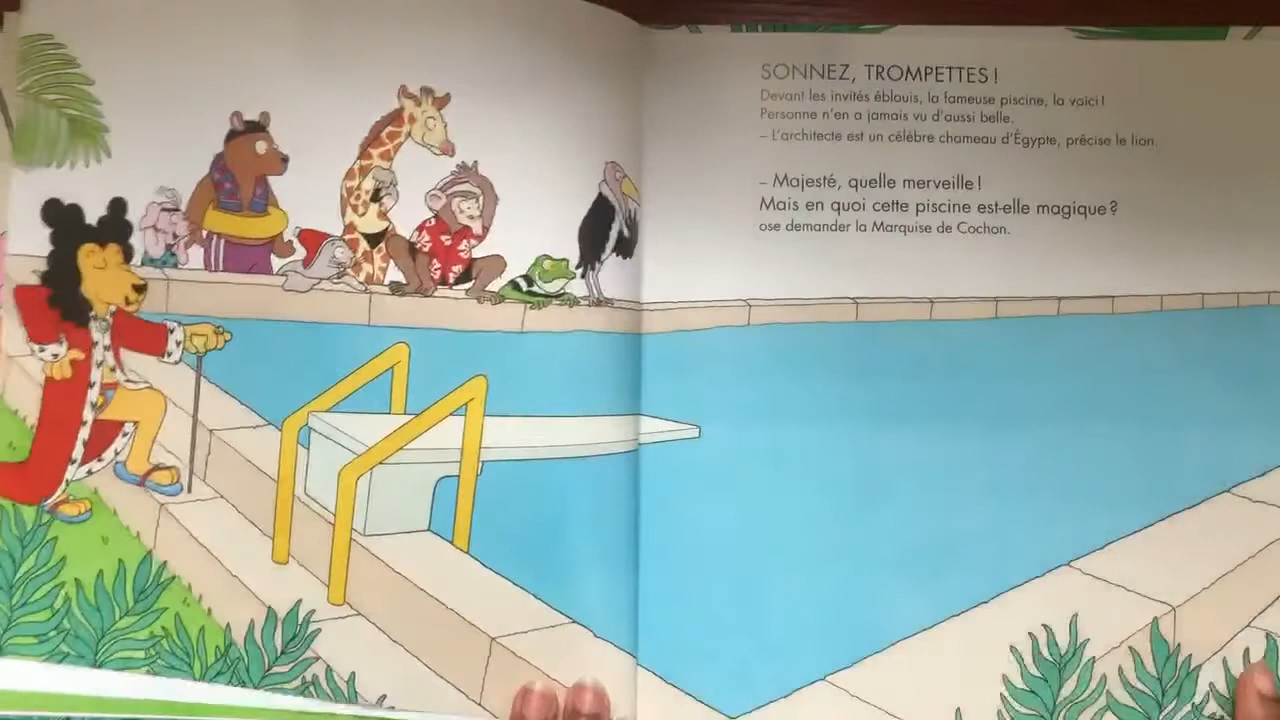 SONNEZ, TROMPETTES !
Devant les invités éblouis, la fameuse piscine, la voici !
Personne n'en a jamais vu d'aussi belle.
– L'architecte est un célèbre chameau d'Égypte, précise le lion.
– Majesté, quelle merveille !
Mais en quoi cette piscine est-elle magique ?
ose demander la Marquise de Cochon.